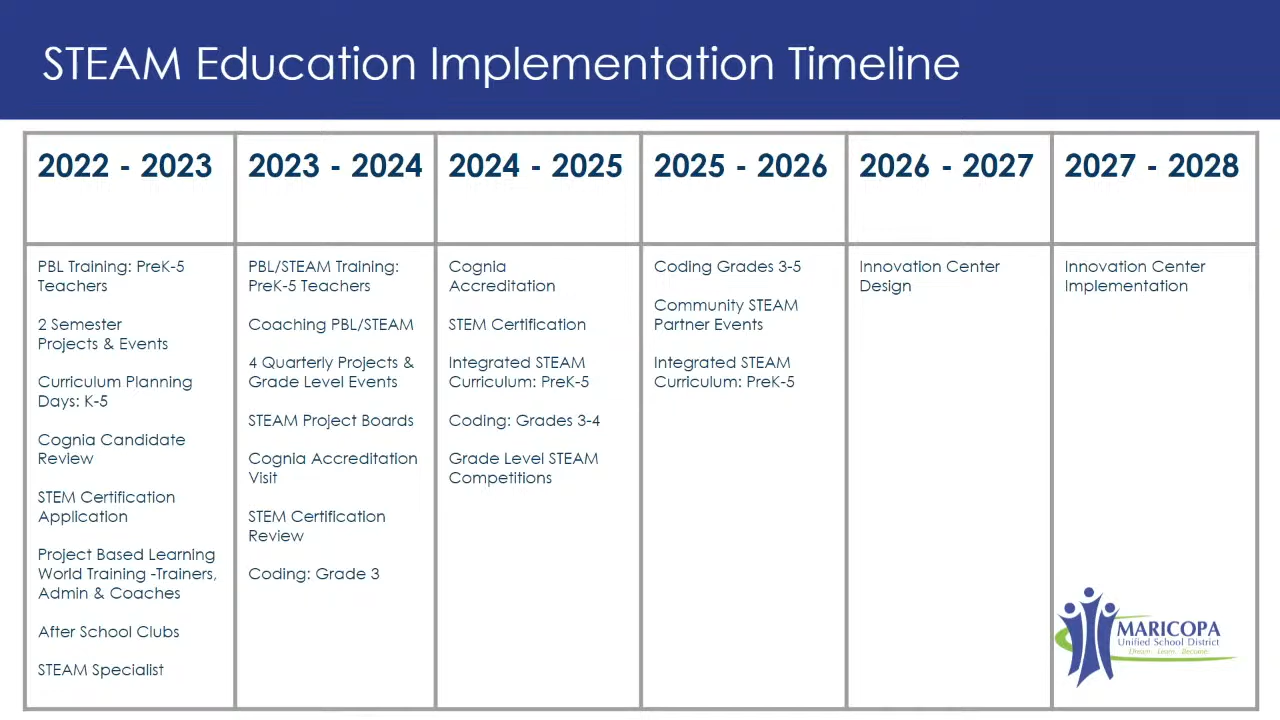 STEAM Education Implementation Timeline
2022 - 2023
2023 - 2024
2024 - 2025
2025 - 2026
2026 - 2027
2027 - 2028
PBL Training: PreK-5
Teachers
2 Semester
Projects & Events
Curriculum Planning
Days: K-5
Cognia Candidate
Review
STEM Certification
Application
Project Based Learning
World Training -Trainers,
Admin & Coaches
After School Clubs
STEAM Specialist
PBL/STEAM Training:
PreK-5 Teachers
Coaching PBL/STEAM
4 Quarterly Projects &
Grade Level Events
STEAM Project Boards
Cognia Accreditation
Visit
STEM Certification
Review
Coding: Grade 3
Cognia
Accreditation
STEM Certification
Integrated STEAM
Curriculum: PreK-5
Coding: Grades 3-4
Grade Level STEAM
Competitions
Coding Grades 3-5
Community STEAM
Partner Events
Integrated STEAM
Curriculum: PreK-5
Innovation Center
Design
Innovation Center
Implementation
MARICOPA
Unified School District
Dream. Learn. Become.